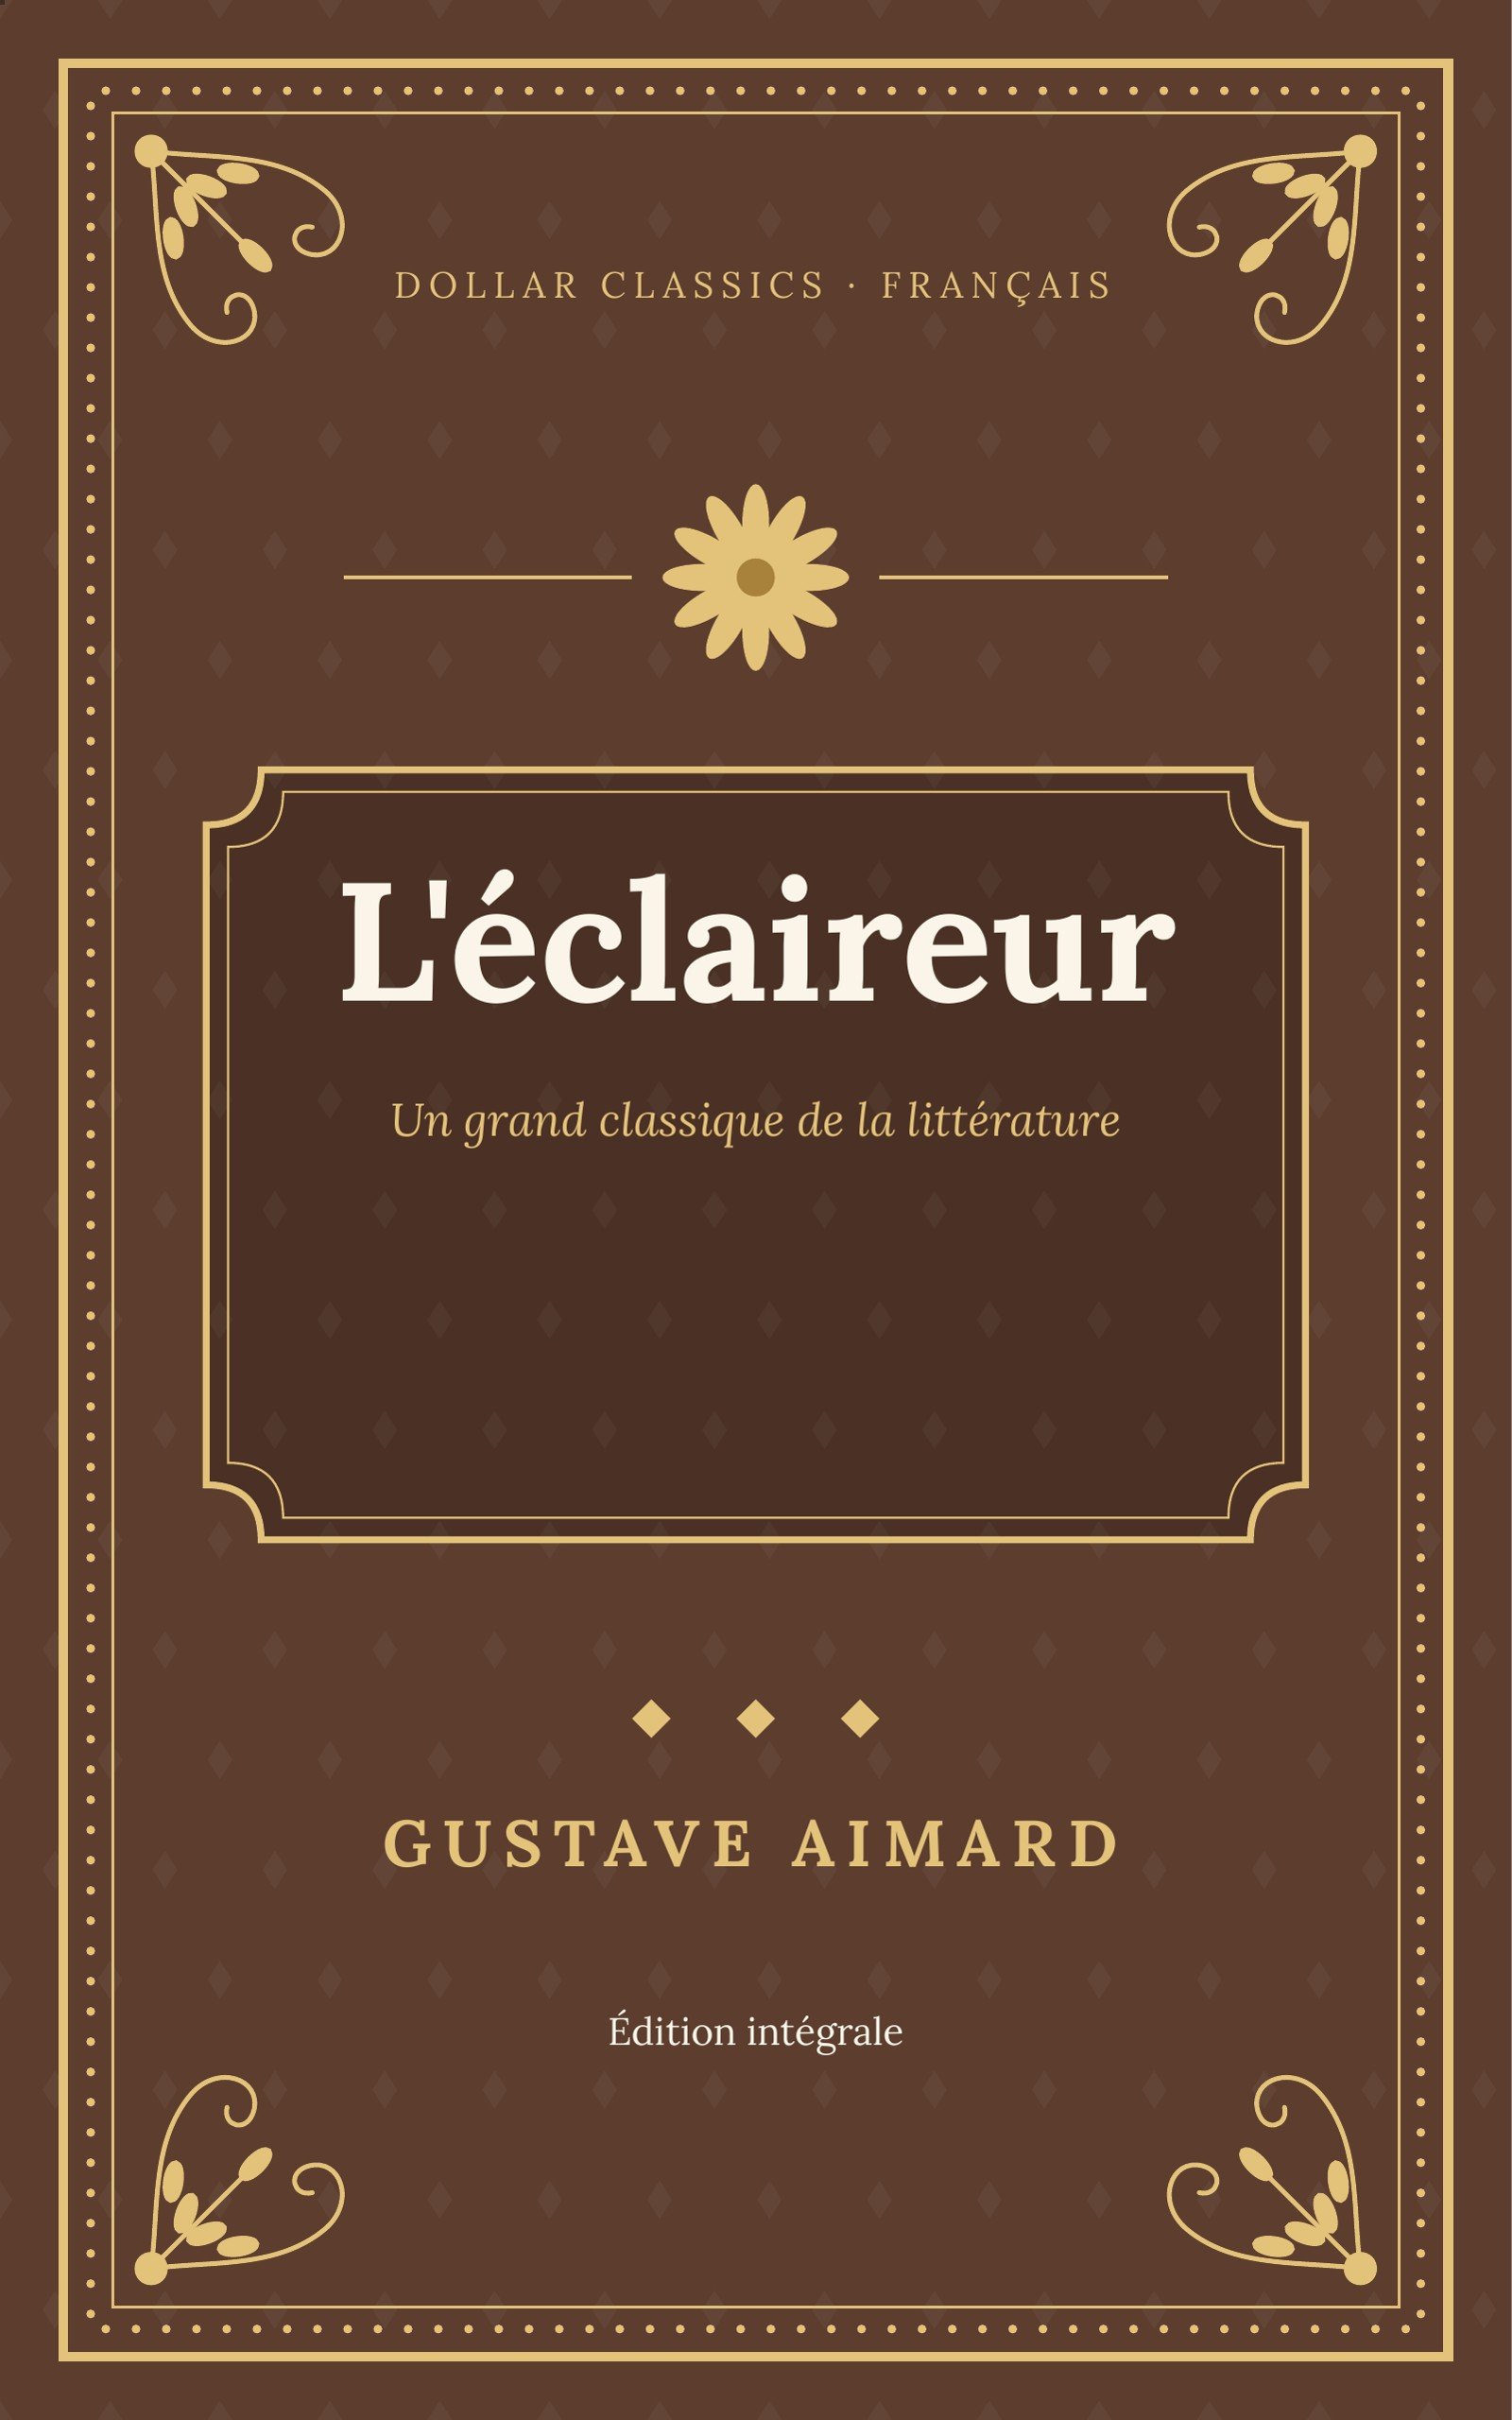 DOLLAR CLASSICS · FRANÇAIS
L'éclaireur
Un grand classique de la littérature
GUSTAVE AIMARD
Édition intégrale